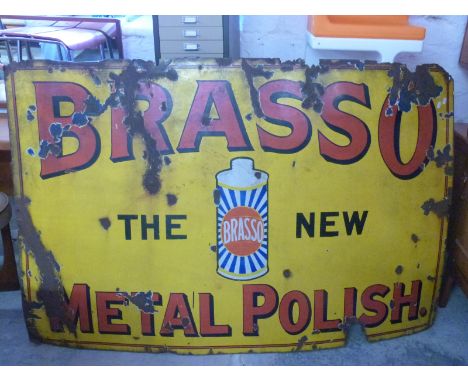 BRASSO
BRASSO
THE NEW
METAL POLISH.